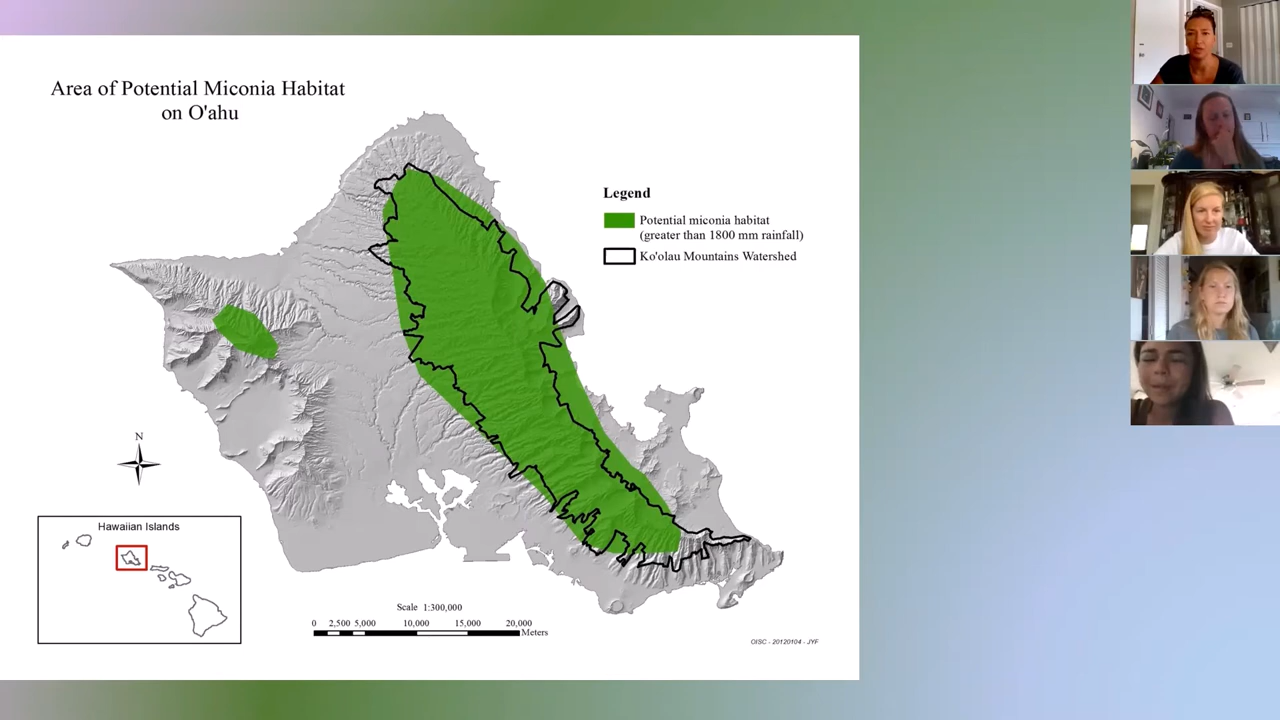 Area of Potential Miconia Habitat
on O'ahu
Legend
Potential miconia habitat
(greater than 1800 mm rainfall)
Ko'olau Mountains Watershed
N
Hawaiian Islands
Scale 1:300,000
0 2,500 5,000 10,000 15,000 20,000
Meters
OISC - 20120104 - JYF